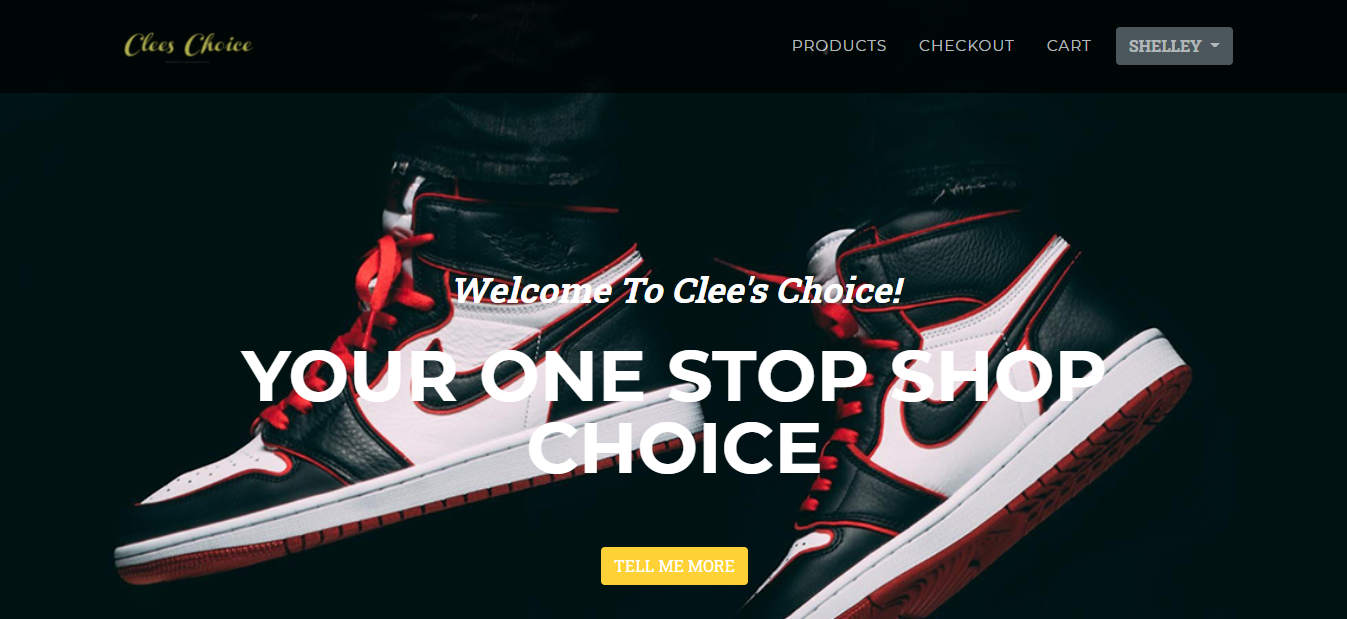 Clees Choice
PRODUCTS CHECKOUT CART SHELLEY
Welcome To Clee's Choice!
YOUR ONE STOP SHOP
CHOICE
TELL ME MORE